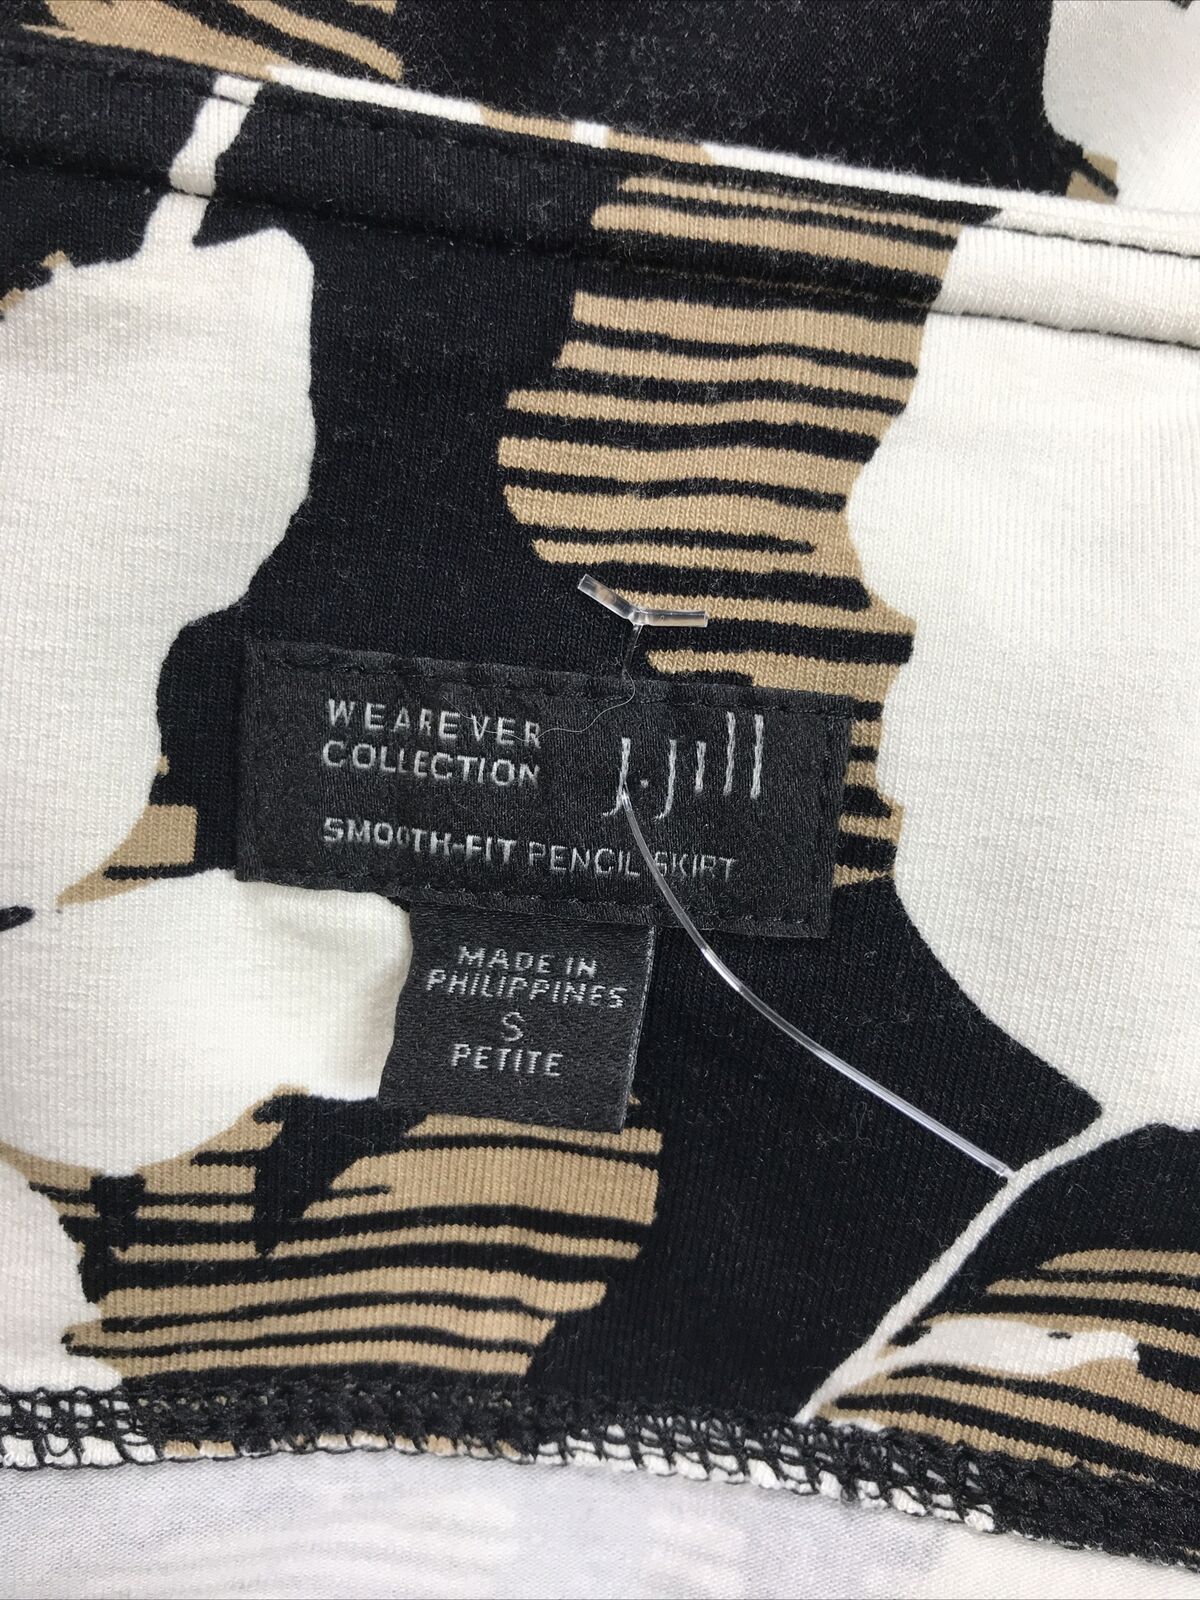 WEAREVER
COLLECTION
J.Jill
SMOOTH-FIT PENCIL SKIRT
MADE IN
PHILIPPINES
S
PETITE